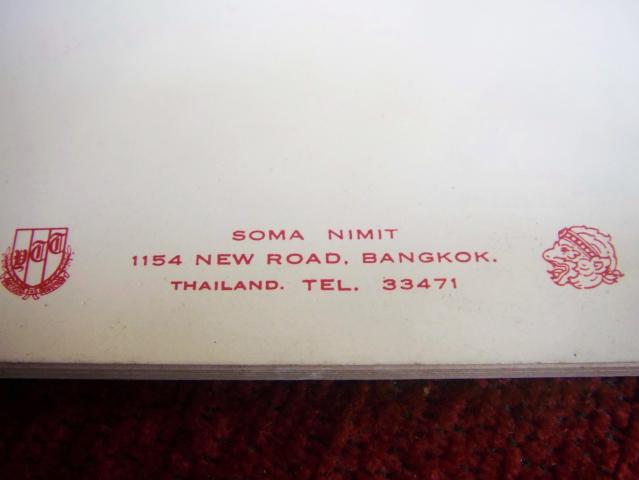 SOMA NIMIT
1154 NEW ROAD, BANGKOK.
THAILAND. TEL. 33471